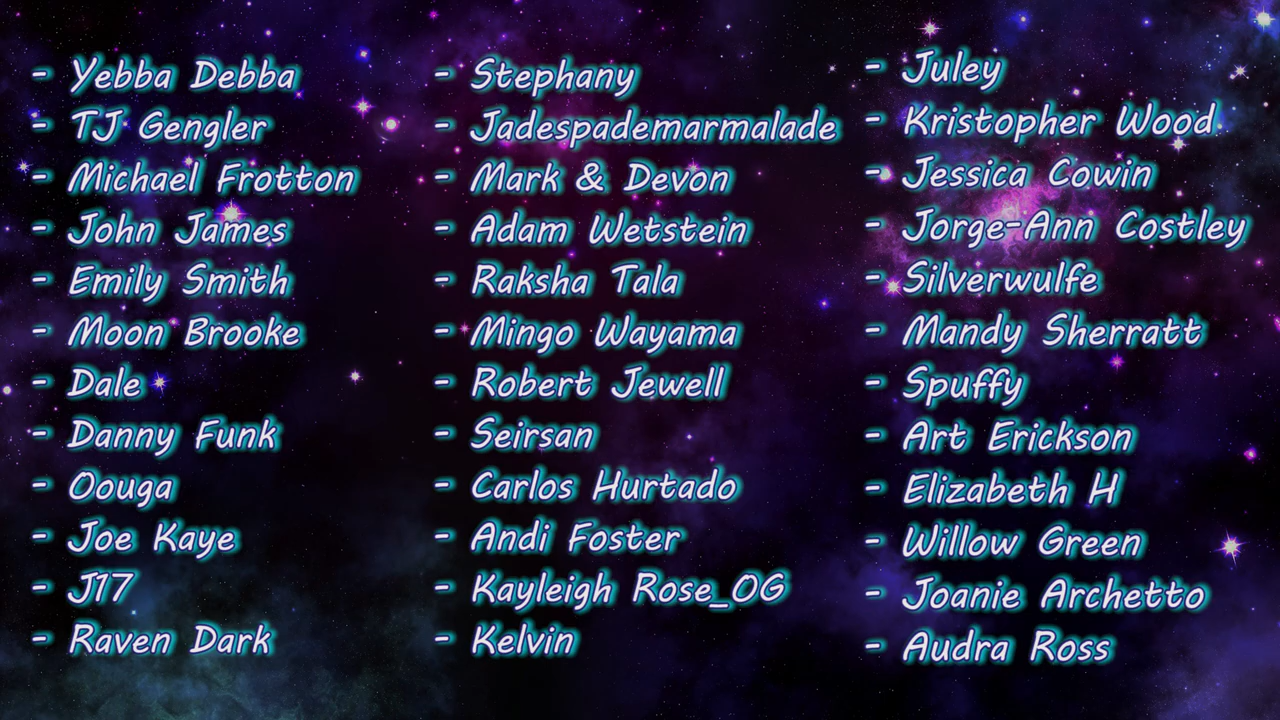 - Yebba Debba
- TJ Gengler
- Michael Frotton
- John James
- Emily Smith
- Moon Brooke
- Dale
- Danny Funk
- Oouga
- Joe Kaye
- J17
- Raven Dark
- Stephany
- Jadespademarmalade
- Mark & Devon
- Adam Wetstein
- Raksha Tala
- Mingo Wayama
- Robert Jewell
- Seirsan
- Carlos Hurtado
- Andi Foster
- Kayleigh Rose_OG
- Kelvin
- Juley
- Kristopher Wood
- Jessica Cowin
- Jorge-Ann Costley
- Silverwulfe
- Mandy Sherratt
- Spuffy
- Art Erickson
- Elizabeth H
- Willow Green
- Joanie Archetto
- Audra Ross